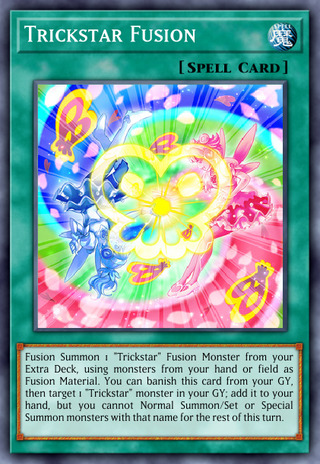 Trickstar Fusion
魔
[Spell Card]
Fusion Summon 1 "Trickstar" Fusion Monster from your
Extra Deck, using monsters from your hand or field as
Fusion Material. You can banish this card from your GY,
then target 1 "Trickstar" monster in your GY; add it to your
hand, but you cannot Normal Summon/Set or Special
Summon monsters with that name for the rest of this turn.